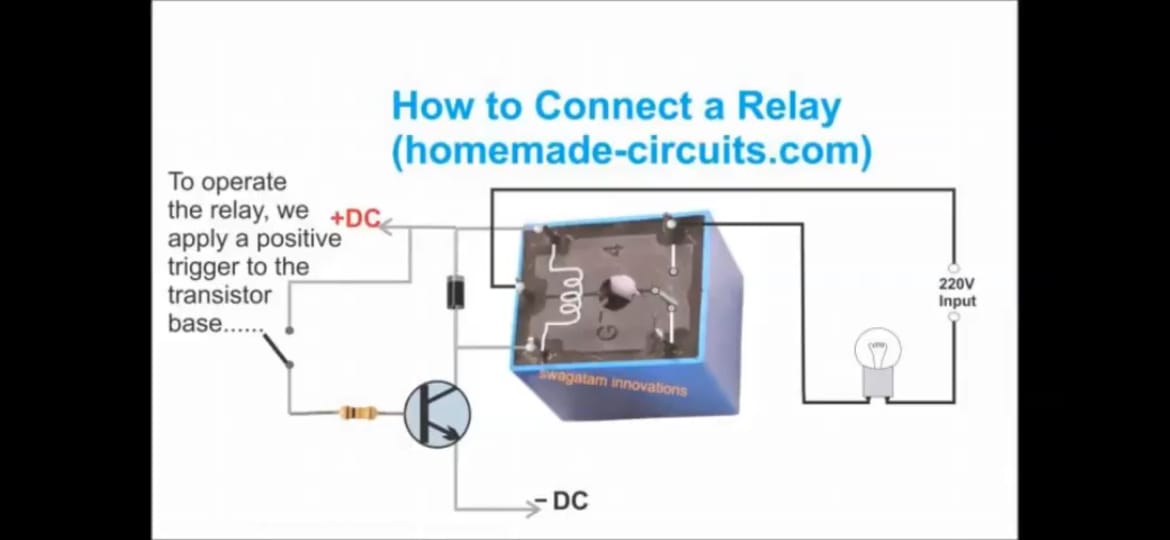 How to Connect a Relay
(homemade-circuits.com)
To operate
the relay, we
apply a positive
trigger to the
transistor
base......
+DC
4
G
swagatam innovations
220V
Input
- DC